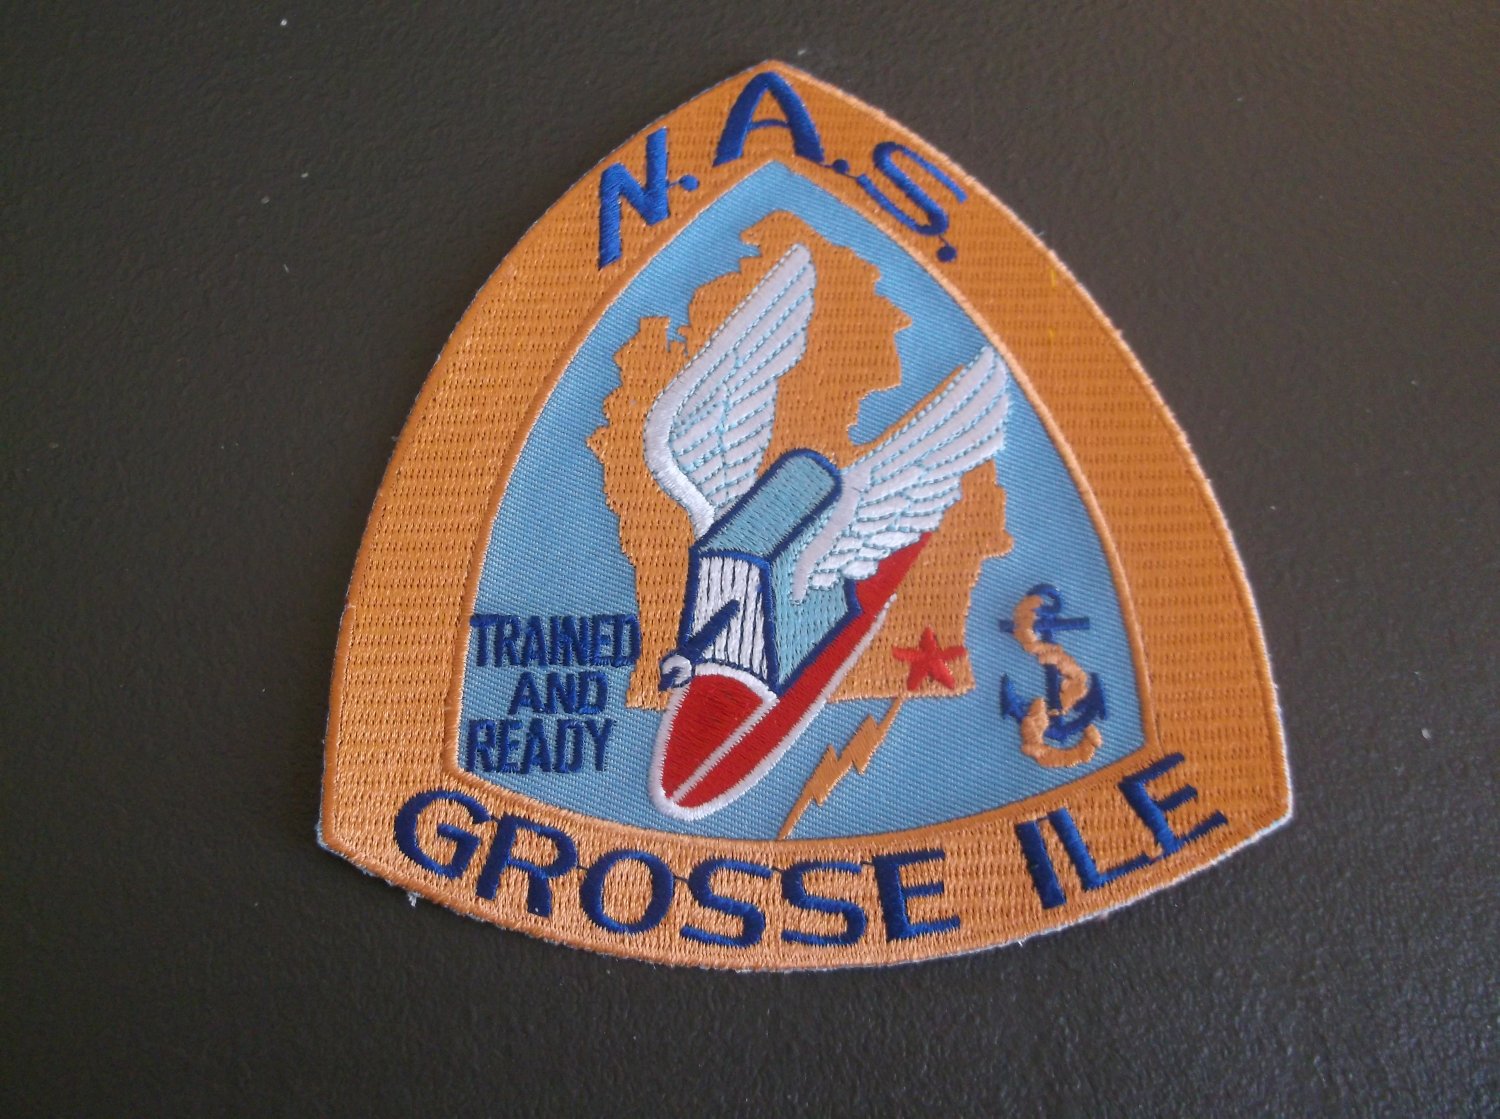 N.A.S.
TRAINED
AND
READY
GROSSE ILE